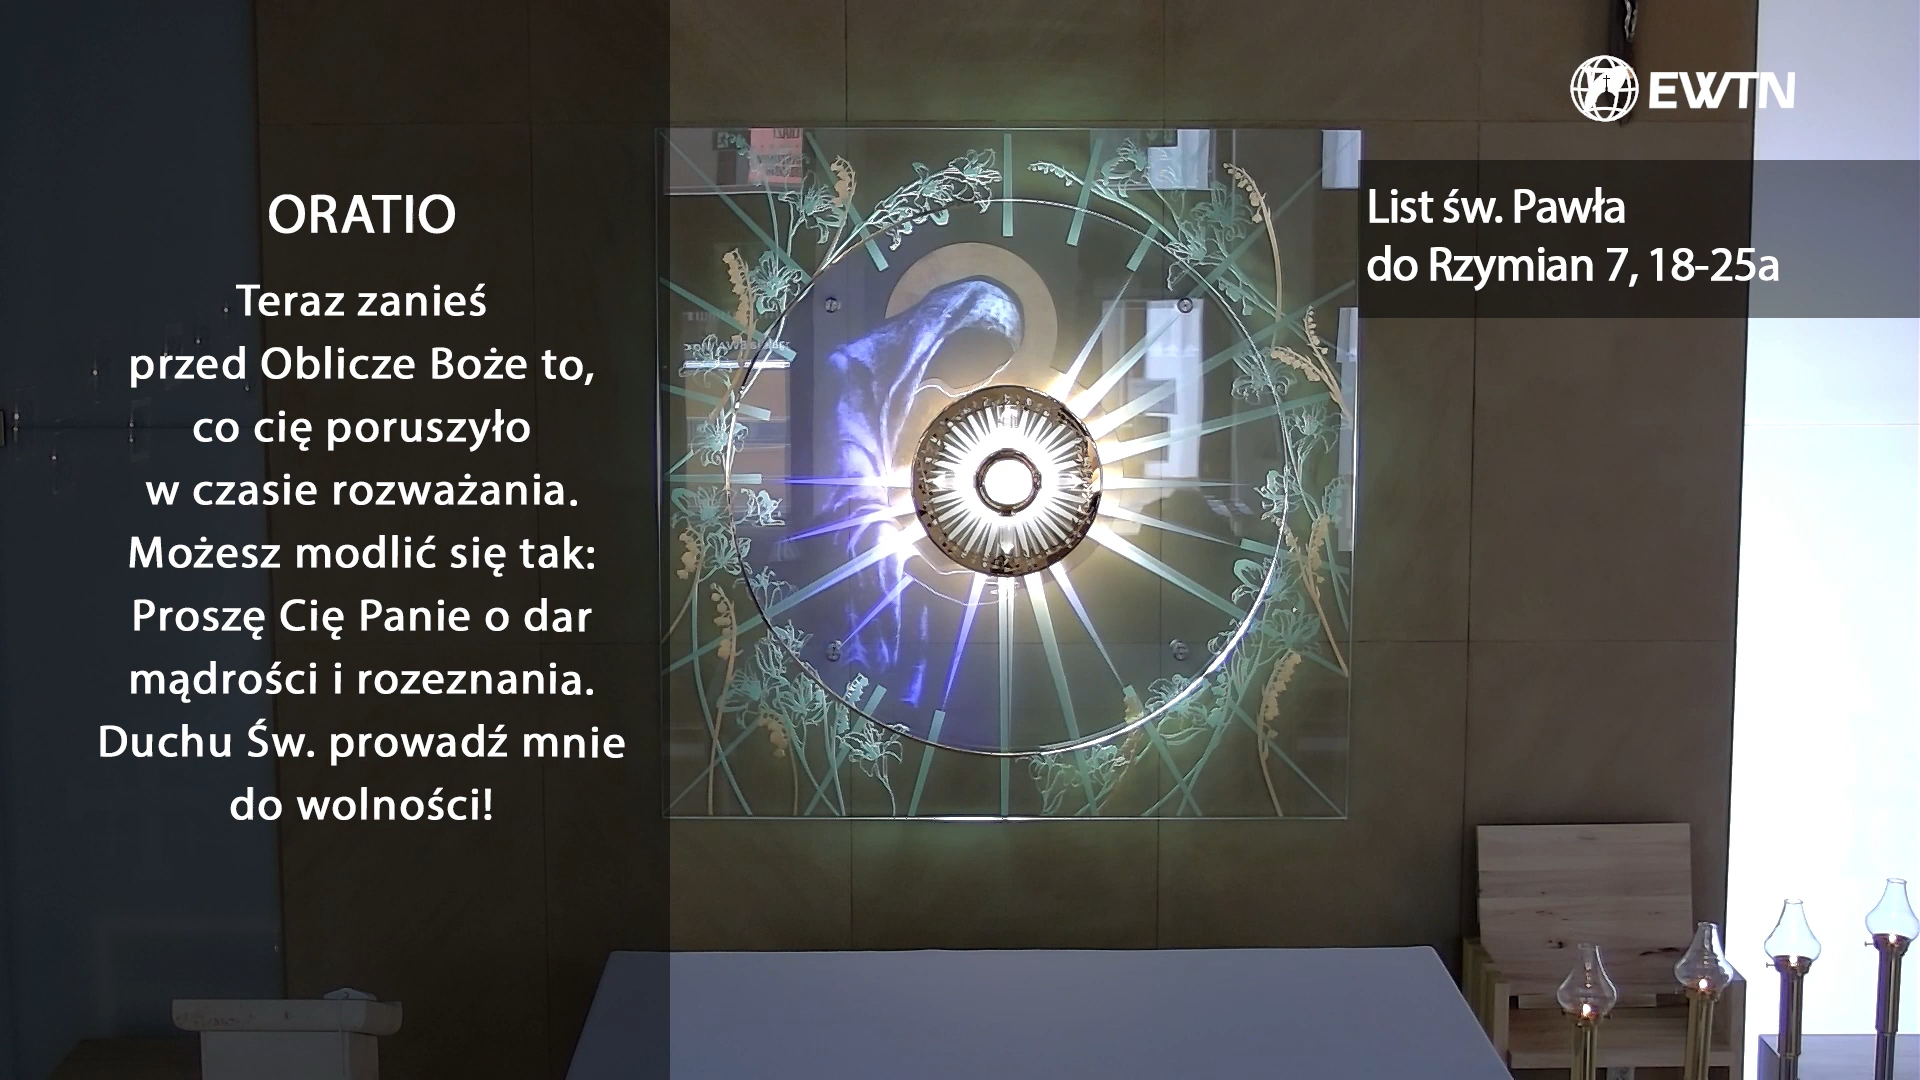 ORATIO
Teraz zanieś
przed Oblicze Boże to,
co cię poruszyło
w czasie rozważania.
Możesz modlić się tak:
Proszę Cię Panie o dar
mądrości i rozeznania.
Duchu Św. prowadź mnie
do wolności!
EWTN
List św. Pawła
do Rzymian 7, 18-25a